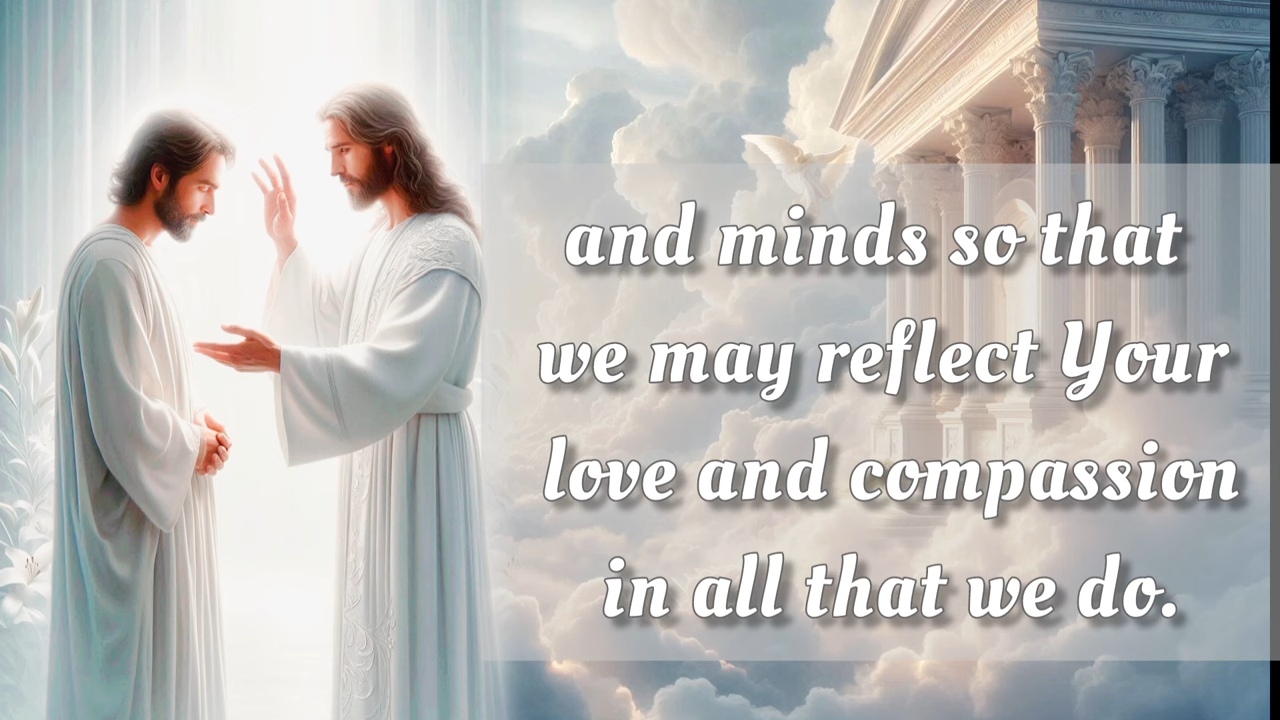 and minds so that
we may reflect Your
love and compassion
in all that we do.